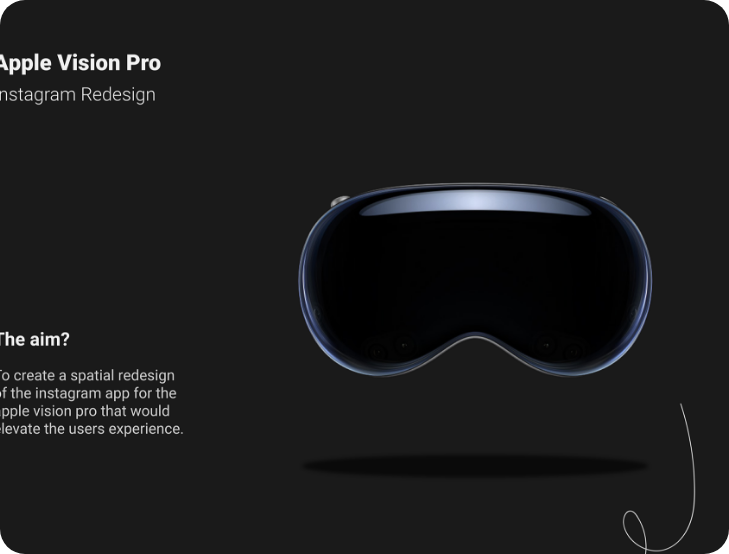 Apple Vision Pro
Instagram Redesign
The aim?
To create a spatial redesign
of the instagram app for the
apple vision pro that would
elevate the users experience.